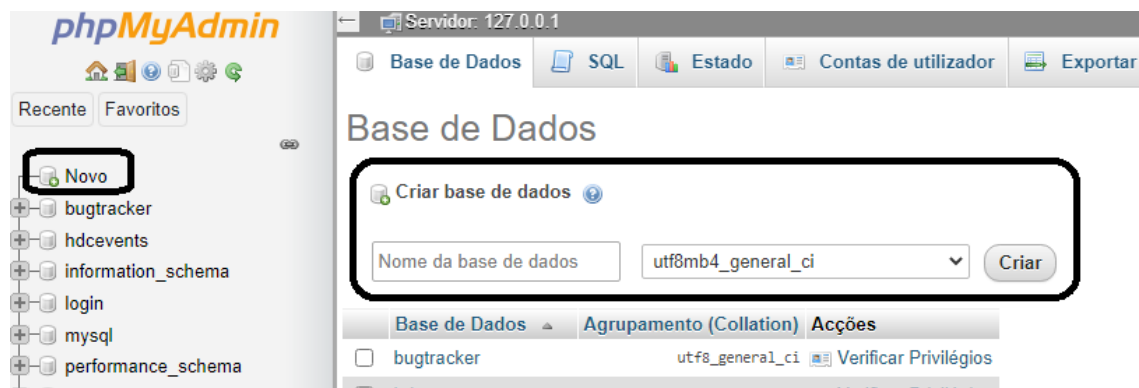 phpMyAdmin
Recente Favoritos
Novo
bugtracker
hdcevents
information_schema
login
mysql
performance_schema
Servidor: 127.0.0.1
Base de Dados SQL Estado Contas de utilizador Exportar
Base de Dados
Criar base de dados
Nome da base de dados utf8mb4_general_ci Criar
Base de Dados Agrupamento (Collation) Acções
bugtracker utf8_general_ci Verificar Privilégios